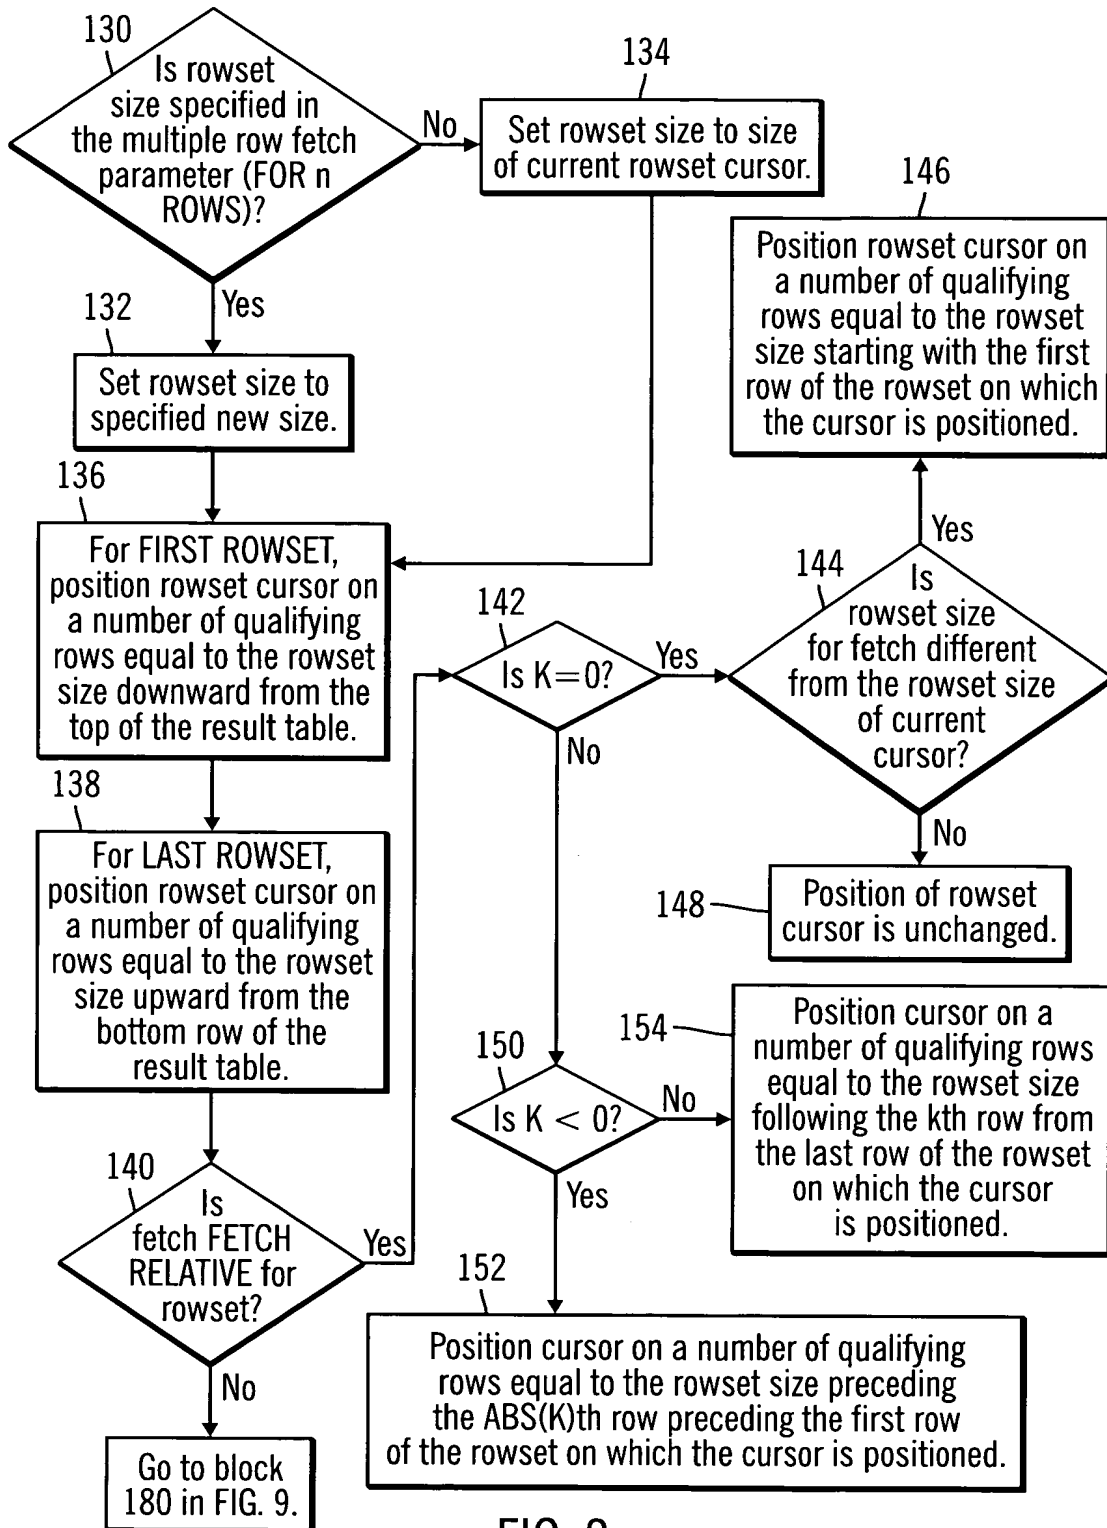 130
Is rowset
size specified in
the multiple row fetch
parameter (FOR n
ROWS)?
No
Yes
134
Set rowset size to size
of current rowset cursor.
132
Set rowset size to
specified new size.
136
For FIRST ROWSET,
position rowset cursor on
a number of qualifying
rows equal to the rowset
size downward from the
top of the result table.
138
For LAST ROWSET,
position rowset cursor on
a number of qualifying
rows equal to the rowset
size upward from the
bottom row of the
result table.
140
Is
fetch FETCH
RELATIVE for
rowset?
Yes
No
Go to block
180 in FIG. 9.
142
Is K=0?
Yes
No
144
Is
rowset size
for fetch different
from the rowset size
of current
cursor?
Yes
No
146
Position rowset cursor on
a number of qualifying
rows equal to the rowset
size starting with the first
row of the rowset on which
the cursor is positioned.
148
Position of rowset
cursor is unchanged.
150
Is K < 0?
No
Yes
154
Position cursor on a
number of qualifying rows
equal to the rowset size
following the kth row from
the last row of the rowset
on which the cursor
is positioned.
152
Position cursor on a number of qualifying
rows equal to the rowset size preceding
the ABS(K)th row preceding the first row
of the rowset on which the cursor is positioned.